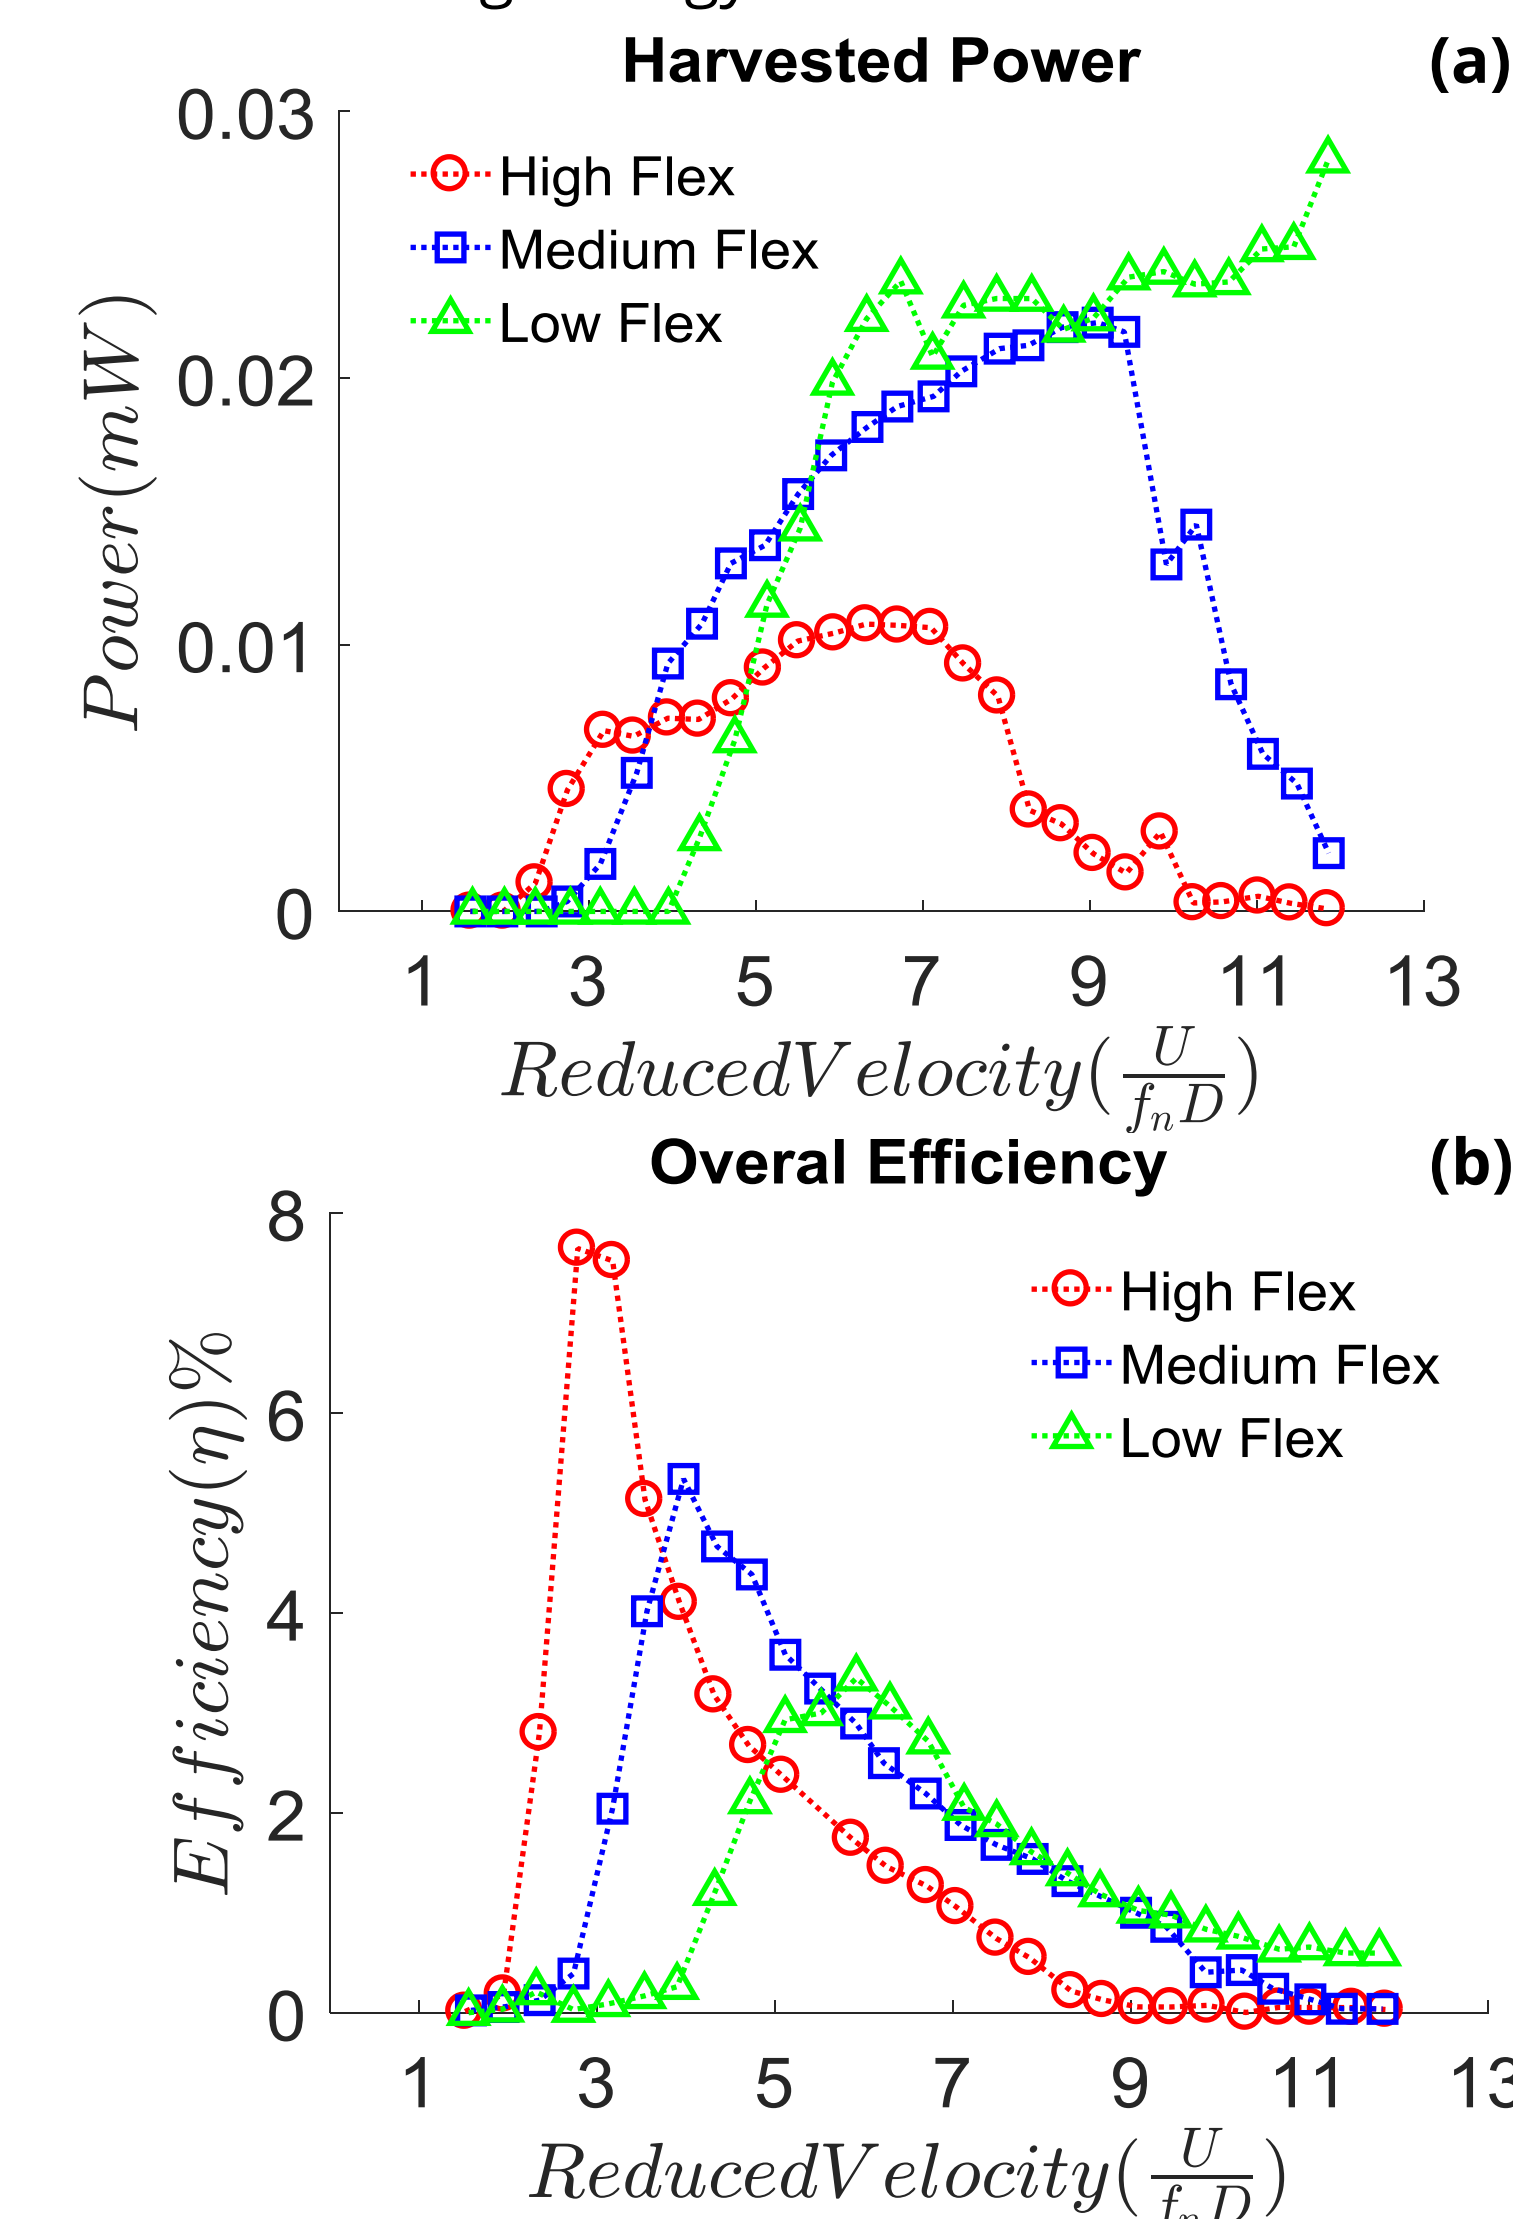 Harvested Power (a)
0.03
High Flex
Medium Flex
Low Flex
Power(mW)
0.02
0.01
0
1 3 5 7 9 11 13
ReducedVelocity(U/f_nD)
Overal Efficiency (b)
8
High Flex
Medium Flex
Low Flex
Efficiency(η)%
6
4
2
0
1 3 5 7 9 11 13
ReducedVelocity(U/f_nD)